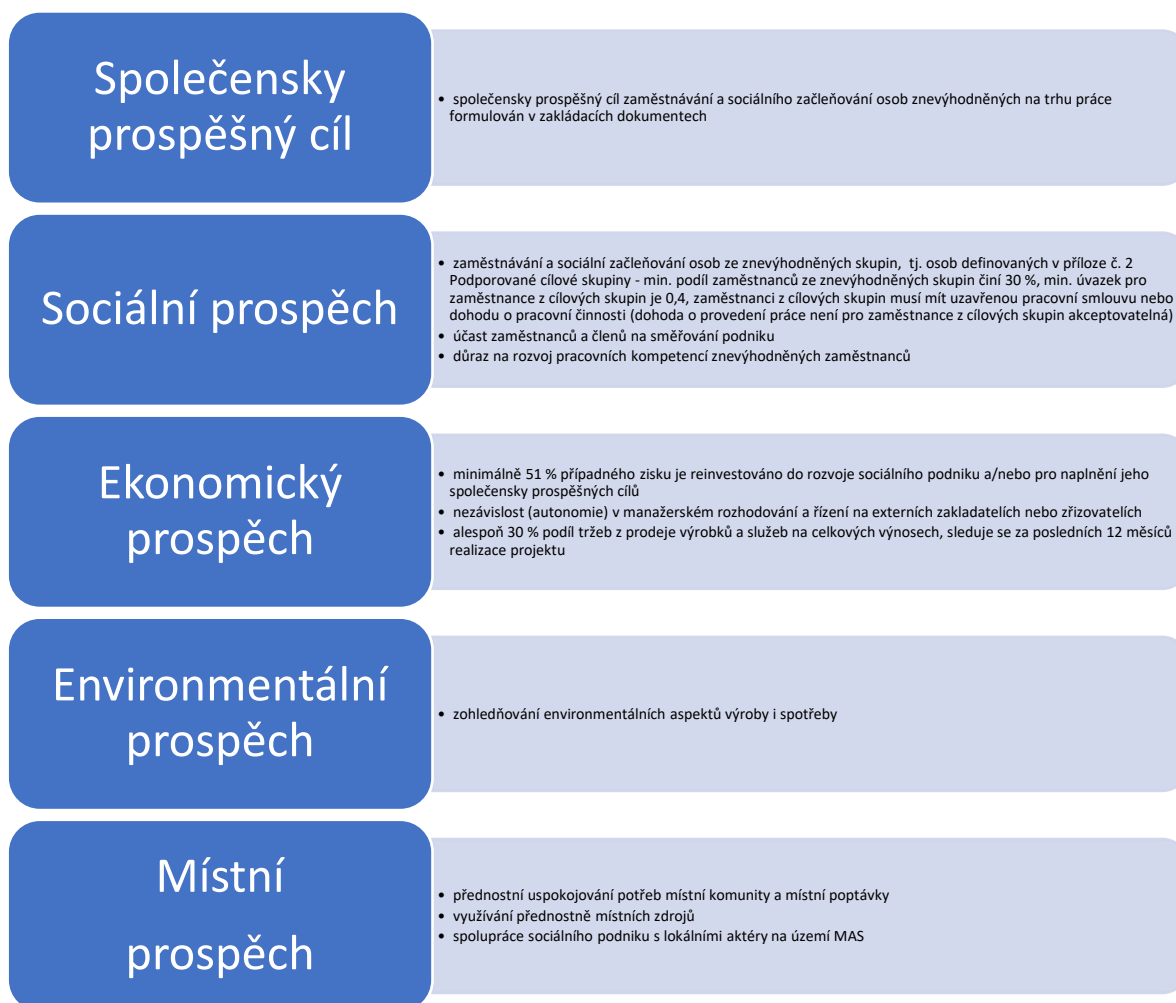 Společensky
prospěšný cíl
• společensky prospěšný cíl zaměstnávání a sociálního začleňování osob znevýhodněných na trhu práce
formulován v zakládacích dokumentech
Sociální prospěch
• zaměstnávání a sociální začleňování osob ze znevýhodněných skupin, tj. osob definovaných v příloze č. 2
Podporované cílové skupiny - min. podíl zaměstnanců ze znevýhodněných skupin činí 30 %, min. úvazek pro
zaměstnance z cílových skupin je 0,4, zaměstnanci z cílových skupin musí mít uzavřenou pracovní smlouvu nebo
dohodu o pracovní činnosti (dohoda o provedení práce není pro zaměstnance z cílových skupin akceptovatelná)
• účast zaměstnanců a členů na směřování podniku
• důraz na rozvoj pracovních kompetencí znevýhodněných zaměstnanců
Ekonomický
prospěch
• minimálně 51 % případného zisku je reinvestováno do rozvoje sociálního podniku a/nebo pro naplnění jeho
společensky prospěšných cílů
• nezávislost (autonomie) v manažerském rozhodování a řízení na externích zakladatelích nebo zřizovatelích
• alespoň 30 % podíl tržeb z prodeje výrobků a služeb na celkových výnosech, sleduje se za posledních 12 měsíců
realizace projektu
Environmentální
prospěch
• zohledňování environmentálních aspektů výroby i spotřeby
Místní
prospěch
• přednostní uspokojování potřeb místní komunity a místní poptávky
• využívání přednostně místních zdrojů
• spolupráce sociálního podniku s lokálními aktéry na území MAS